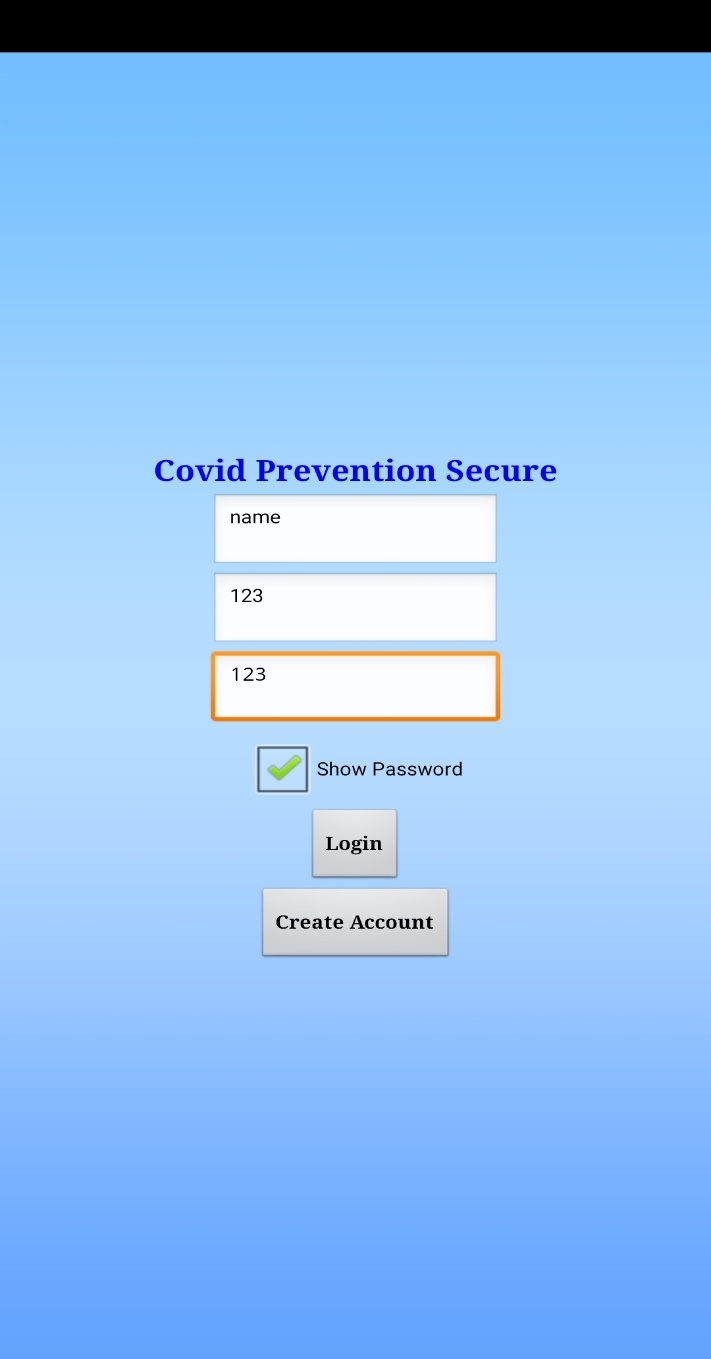 Covid Prevention Secure
name
123
123
Show Password
Login
Create Account